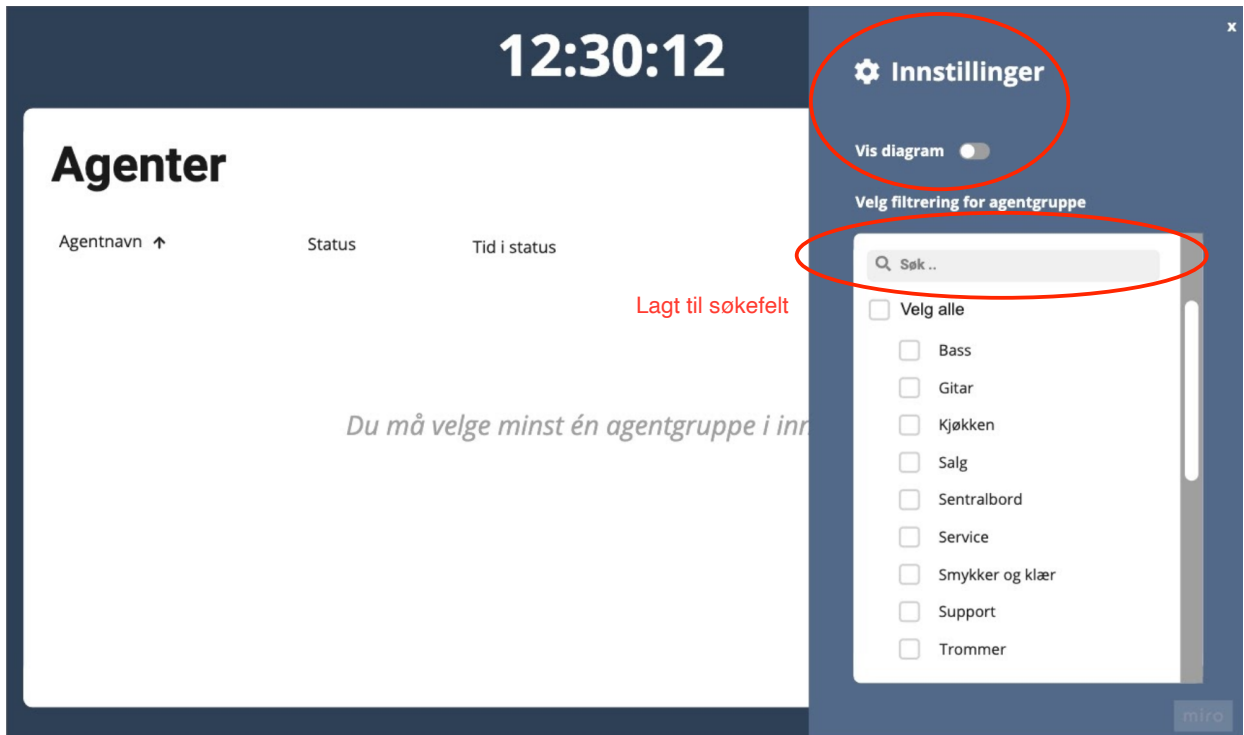 12:30:12
x
Innstillinger
Vis diagram
Velg filtrering for agentgruppe
Agenter
Agentnavn
Status
Tid i status
Søk ..
Lagt til søkefelt
Velg alle
Bass
Gitar
Kjøkken
Salg
Sentralbord
Service
Smykker og klær
Support
Trommer
Du må velge minst én agentgruppe i inn
miro